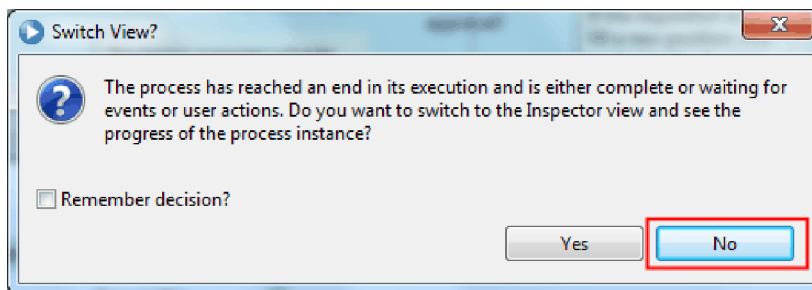 Switch View?
The process has reached an end in its execution and is either complete or waiting for
events or user actions. Do you want to switch to the Inspector view and see the
progress of the process instance?
Remember decision?
Yes
No